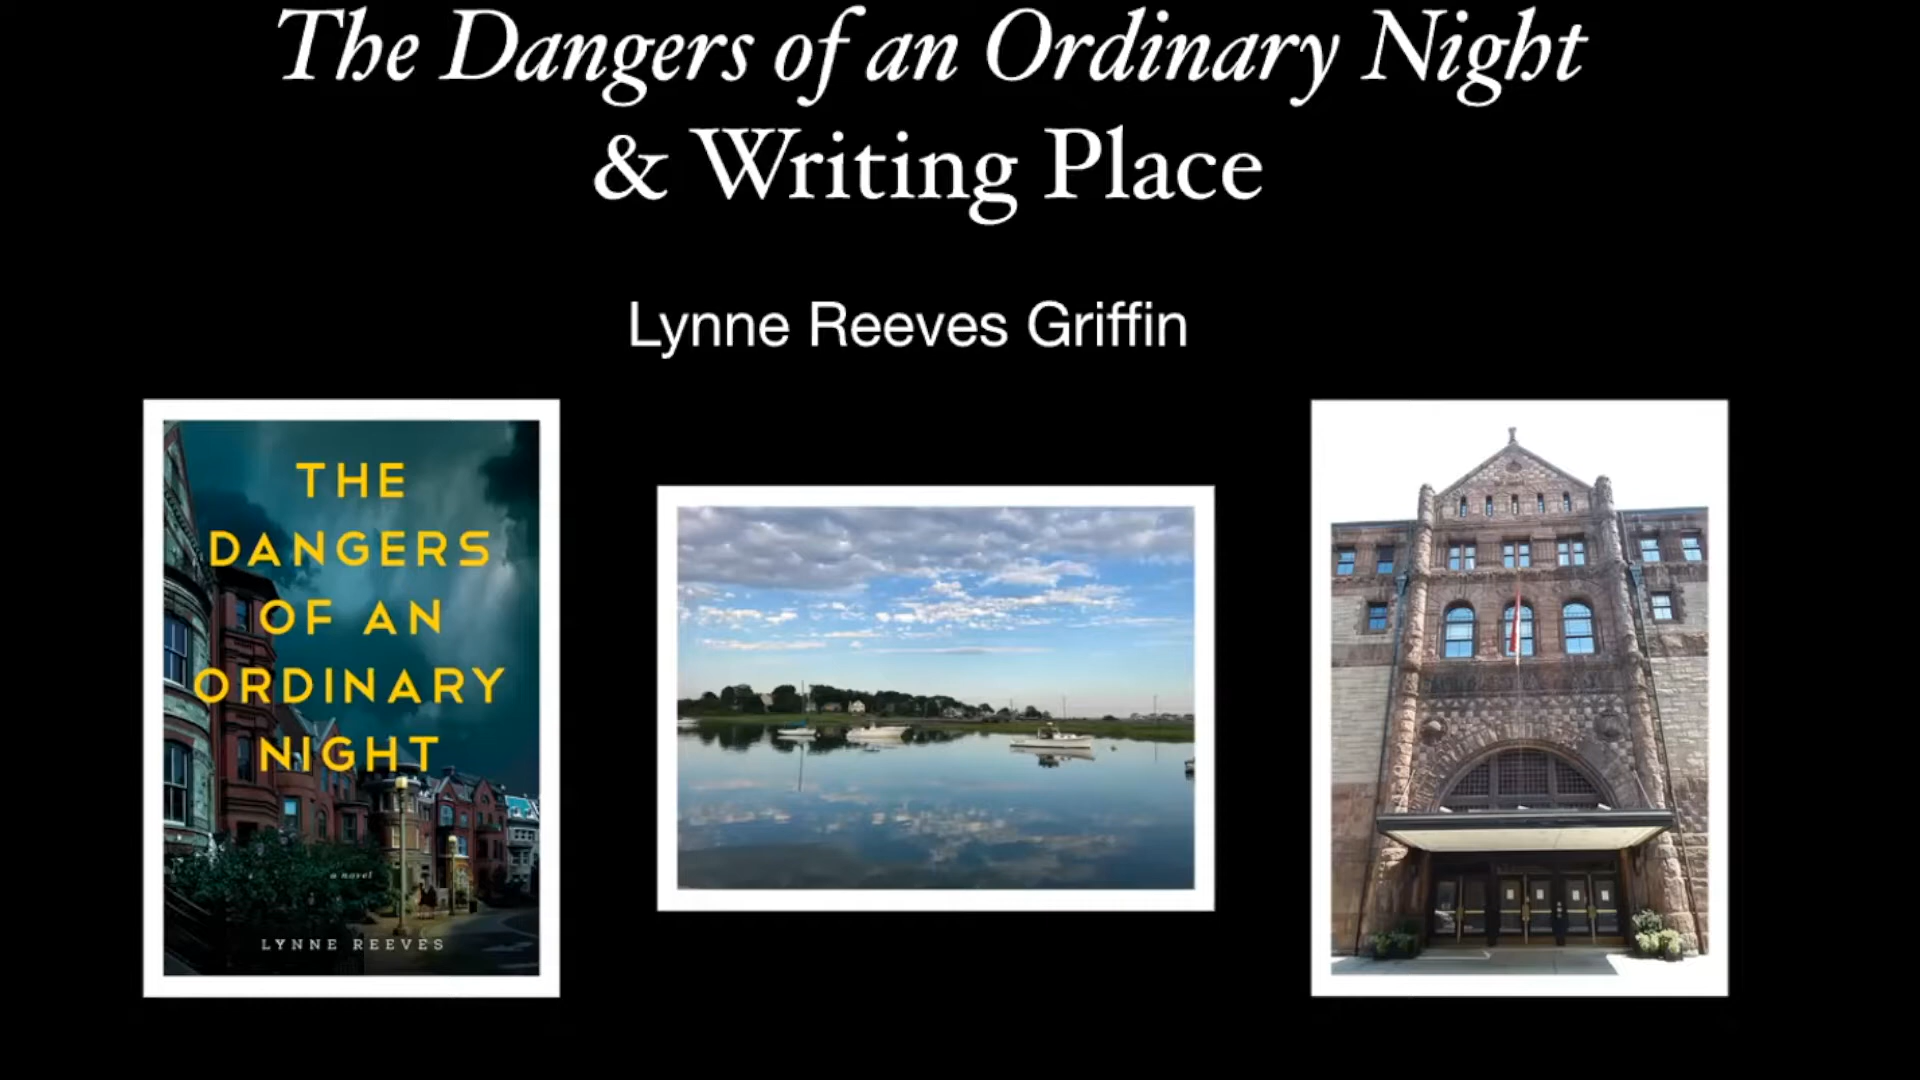 The Dangers of an Ordinary Night
& Writing Place
Lynne Reeves Griffin
THE
DANGERS
OF AN
ORDINARY
NIGHT
a novel
LYNNE REEVES